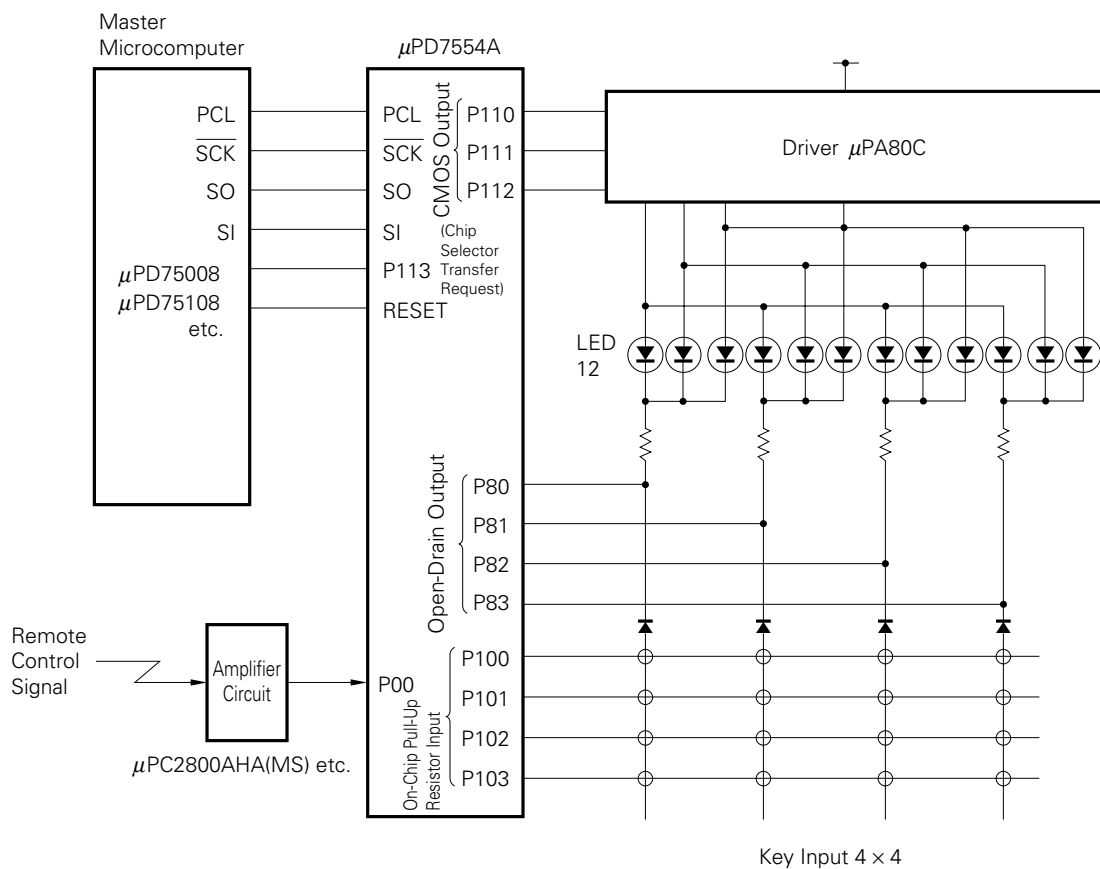 Master
Microcomputer
PCL
SCK
SO
SI
μPD75008
μPD75108
etc.
μPD7554A
PCL
SCK
SO
SI
P113
RESET
CMOS Output
P110
P111
P112
(Chip
Selector
Transfer
Request)
Driver μPA80C
LED
12
Open-Drain Output
P80
P81
P82
P83
Remote
Control
Signal
Amplifier
Circuit
μPC2800AHA(MS) etc.
P00
On-Chip Pull-Up
Resistor Input
P100
P101
P102
P103
Key Input 4 × 4